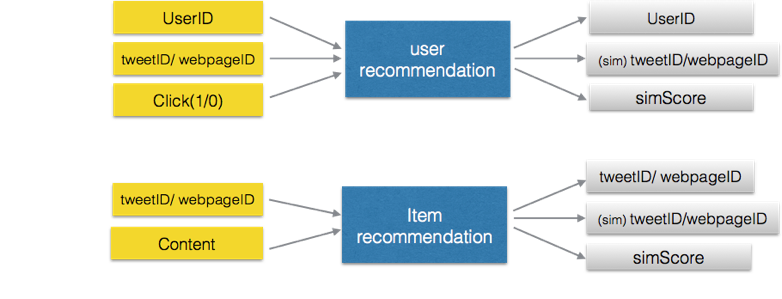 UserID
tweetID/ webpageID
Click(1/0)
user
recommendation
UserID
(sim) tweetID/webpageID
simScore
tweetID/ webpageID
Content
Item
recommendation
tweetID/ webpageID
(sim) tweetID/webpageID
simScore